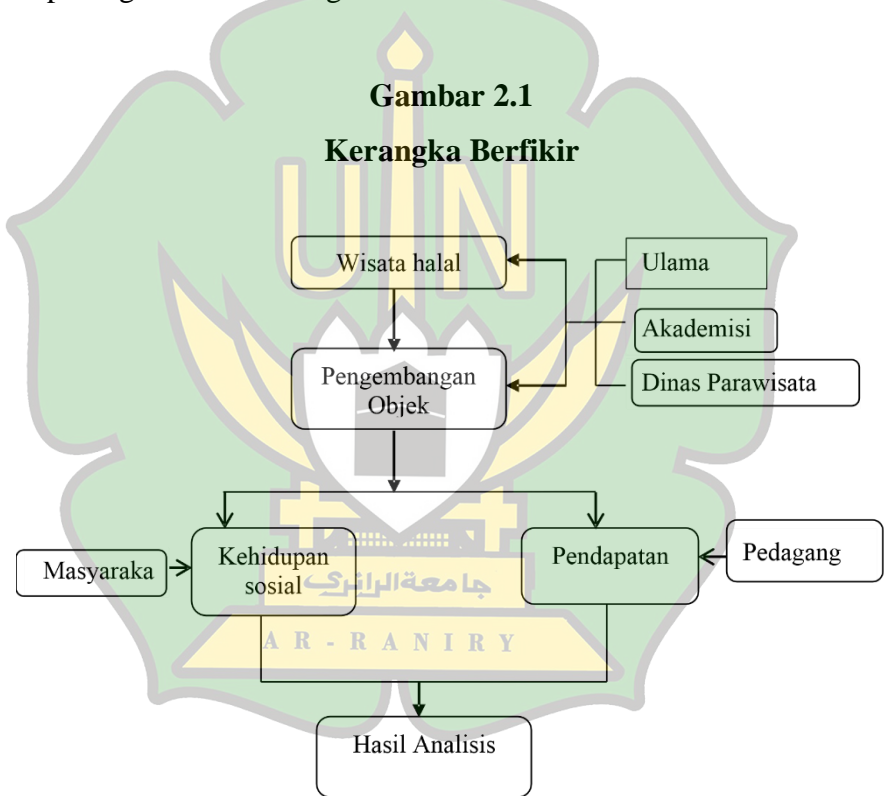 Gambar 2.1
Kerangka Berfikir
UIN
Wisata halal
Ulama
Akademisi
Pengembangan
Objek
Dinas Parawisata
Masyaraka
Kehidupan
sosial
Pendapatan
Pedagang
جامعة الرانري
AR-RANIRY
Hasil Analisis